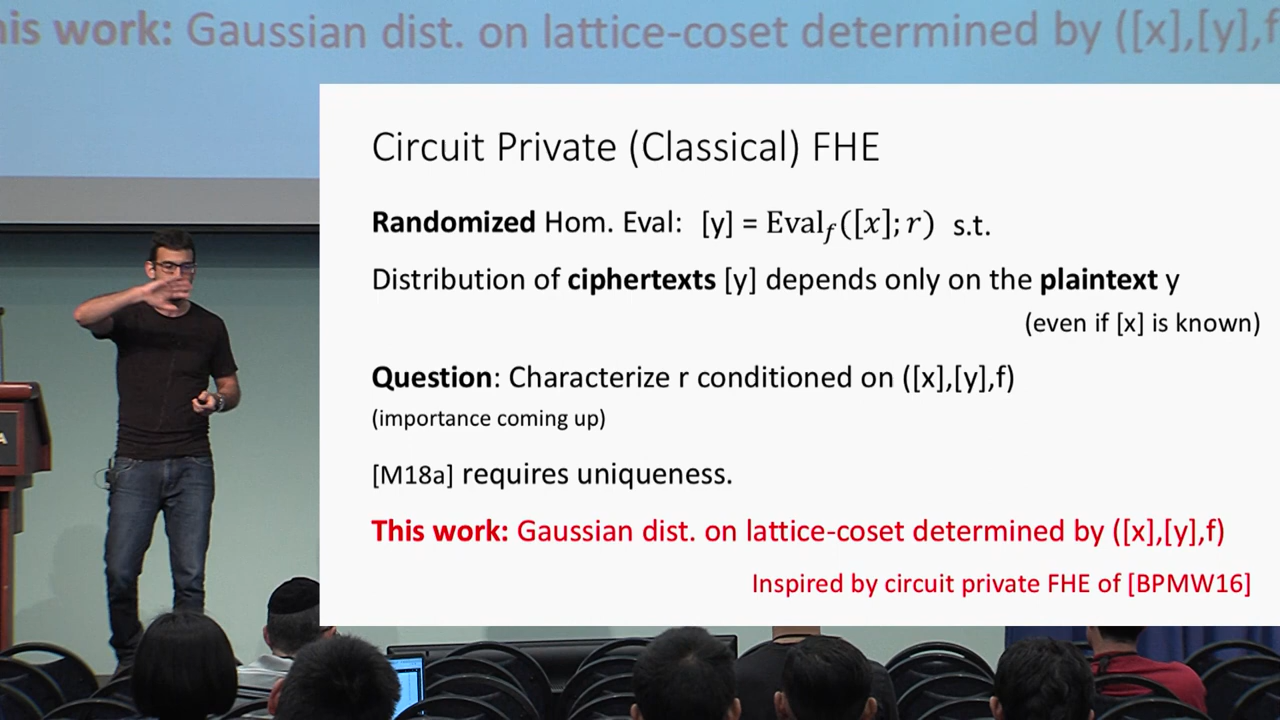 his work: Gaussian dist. on lattice-coset determined by ([x],[y],f
Circuit Private (Classical) FHE
Randomized Hom. Eval: [y] = Eval_f([x]; r) s.t.
Distribution of ciphertexts [y] depends only on the plaintext y
(even if [x] is known)
Question: Characterize r conditioned on ([x],[y],f)
(importance coming up)
[M18a] requires uniqueness.
This work: Gaussian dist. on lattice-coset determined by ([x],[y],f)
Inspired by circuit private FHE of [BPMW16]
A